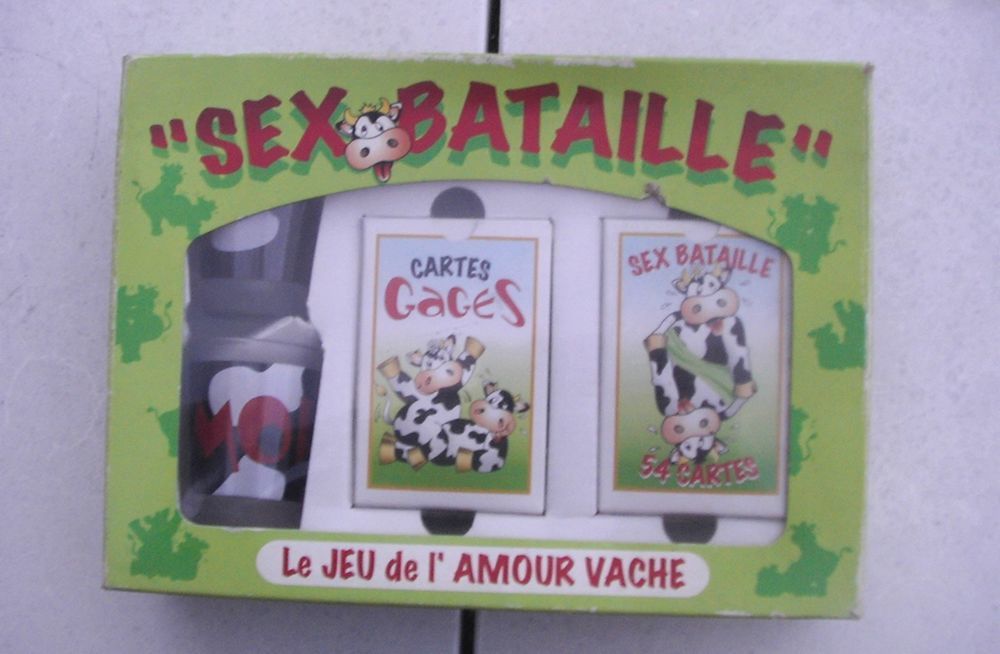 "SEX BATAILLE"
CARTES
GAGES
SEX BATAILLE
54 CARTES
Le JEU de l' AMOUR VACHE